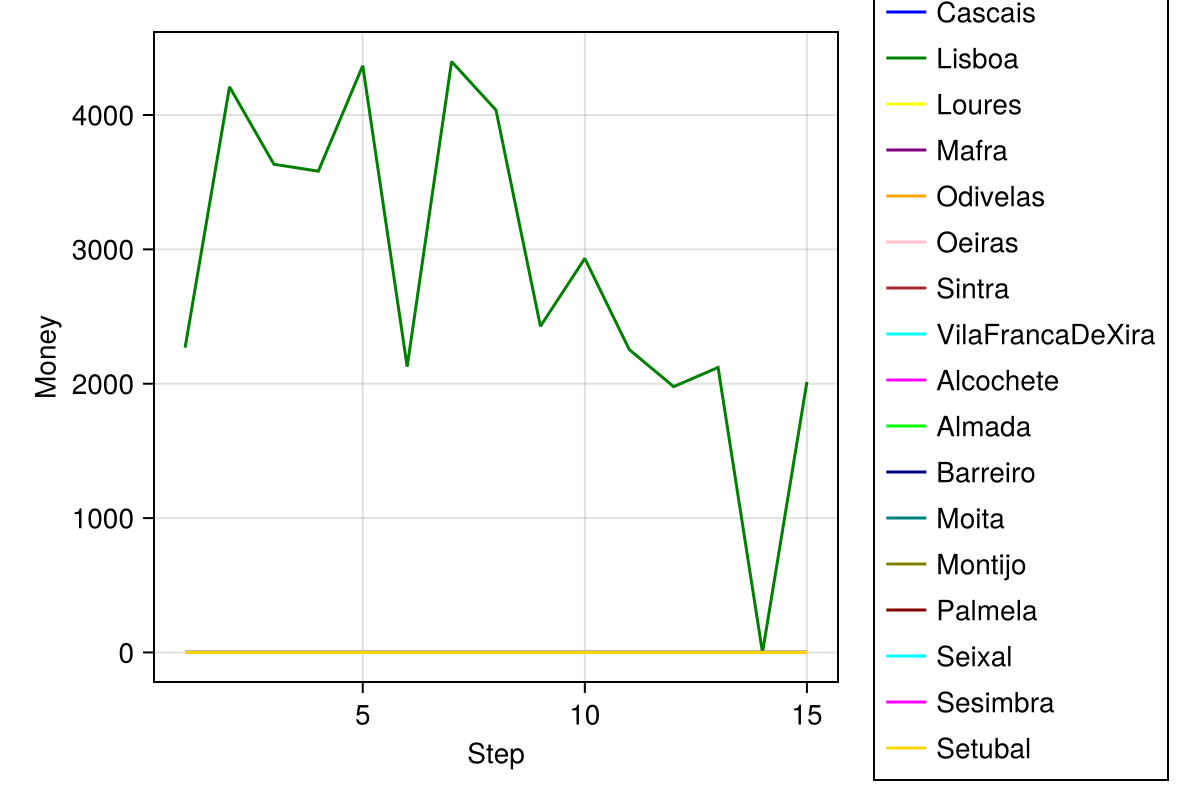 4000
3000
2000
1000
0
Money
5 10 15
Step
Cascais
Lisboa
Loures
Mafra
Odivelas
Oeiras
Sintra
VilaFrancaDeXira
Alcochete
Almada
Barreiro
Moita
Montijo
Palmela
Seixal
Sesimbra
Setubal